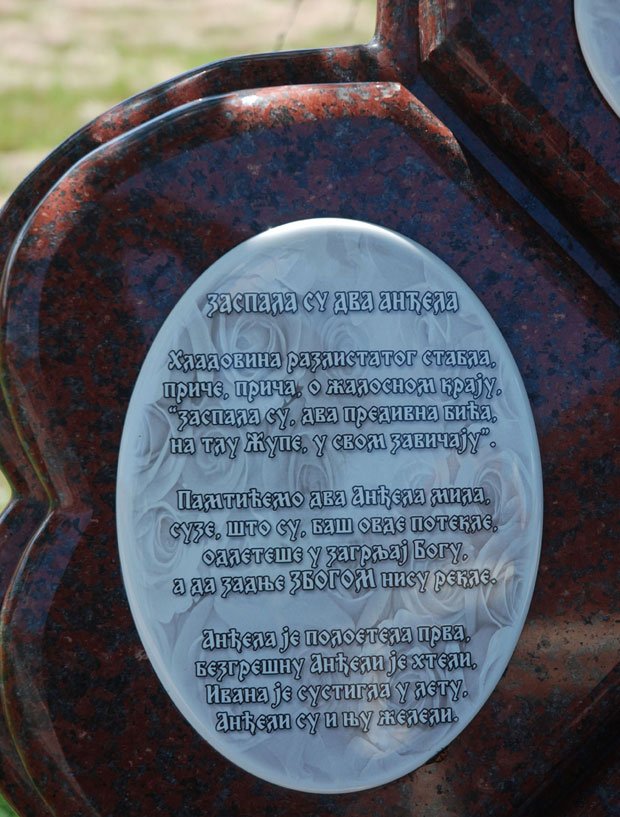 ЗАСПАЛА СУ ДВА АНЂЕЛА
Хладовина разлистатог стабла,
приче, прича, о жалосном крају,
“заспала су, два предивна бића,
на тлу Жупе, у свом завичају”.
Памтићемо два Анђела мила,
сузе, што су, баш овде потекле,
одлетеше у загрљај Богу,
а да задње ЗБОГОМ нису рекле.
Анђела је полоетела прва,
безгрешну Анђели је хтели,
Ивана је сустигла у лету,
Анђели су и њу желели.